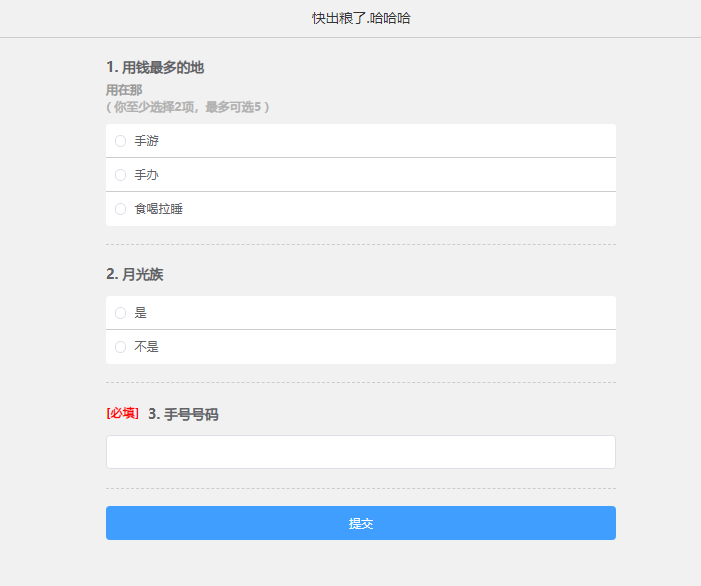 快出粮了.哈哈哈
1. 用钱最多的地
用在那
( 你至少选择2项，最多可选5 )
手游
手办
食喝拉睡
2. 月光族
是
不是
[必填] 3. 手号号码
提交